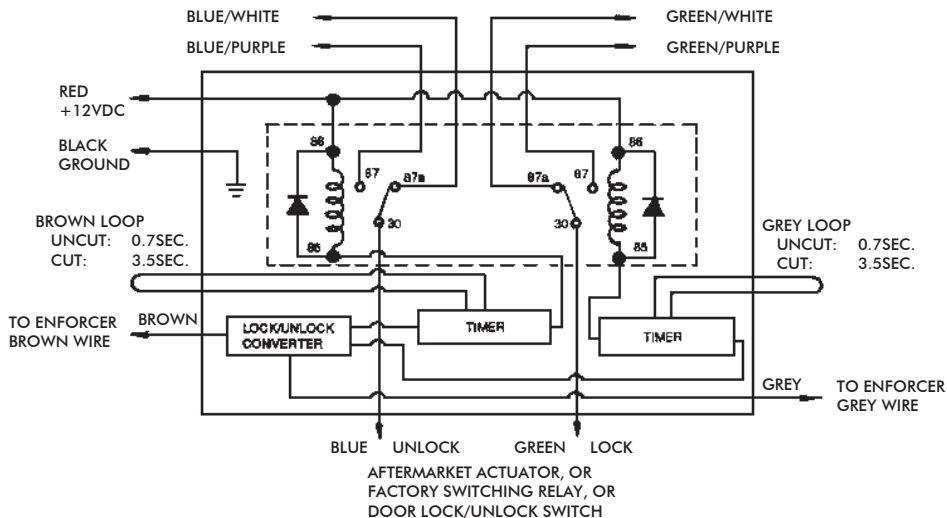 BLUE/WHITE
GREEN/WHITE
BLUE/PURPLE
GREEN/PURPLE
RED
+12VDC
BLACK
GROUND
86
86
87
87a
87a
87
30
30
85
85
BROWN LOOP
UNCUT: 0.7SEC.
CUT: 3.5SEC.
GREY LOOP
UNCUT: 0.7SEC.
CUT: 3.5SEC.
TO ENFORCER
BROWN WIRE
BROWN
LOCK/UNLOCK
CONVERTER
TIMER
TIMER
GREY
TO ENFORCER
GREY WIRE
BLUE UNLOCK
GREEN LOCK
AFTERMARKET ACTUATOR, OR
FACTORY SWITCHING RELAY, OR
DOOR LOCK/UNLOCK SWITCH